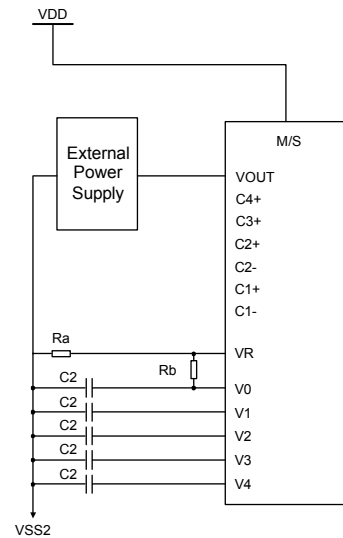 VDD
M/S
External
Power
Supply
VOUT
C4+
C3+
C2+
C2-
C1+
C1-
Ra
VR
Rb
C2
V0
C2
V1
C2
V2
C2
V3
C2
V4
VSS2